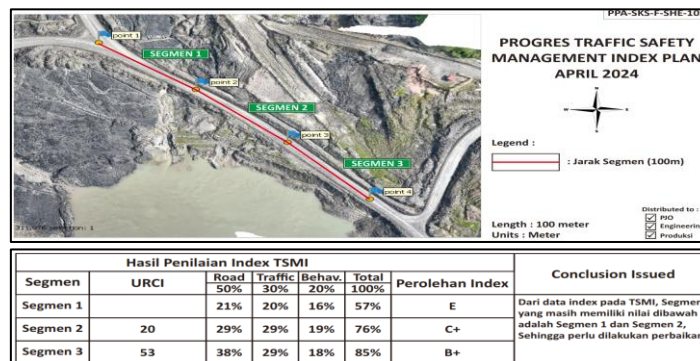 PPA-SKS-F-SHE-10
PROGRES TRAFFIC SAFETY
MANAGEMENT INDEX PLAN
APRIL 2024
N
Legend :
: Jarak Segmen (100m)
Distributed to :
PJO
Engineering
Produksi
Length : 100 meter
Units : Meter
point 1
SEGMEN 1
point 2
SEGMEN 2
point 3
SEGMEN 3
point 4
Hasil Penilaian Index TSMI
Conclusion Issued
Segmen URCI Road Traffic Behav. Total Perolehan Index
50% 30% 20% 100%
Segmen 1 21% 20% 16% 57% E
Segmen 2 20 29% 29% 19% 76% C+
Segmen 3 53 38% 29% 18% 85% B+
Dari data index pada TSMI, Segmen
yang masih memiliki nilai dibawah
adalah Segmen 1 dan Segmen 2,
Sehingga perlu dilakukan perbaikan